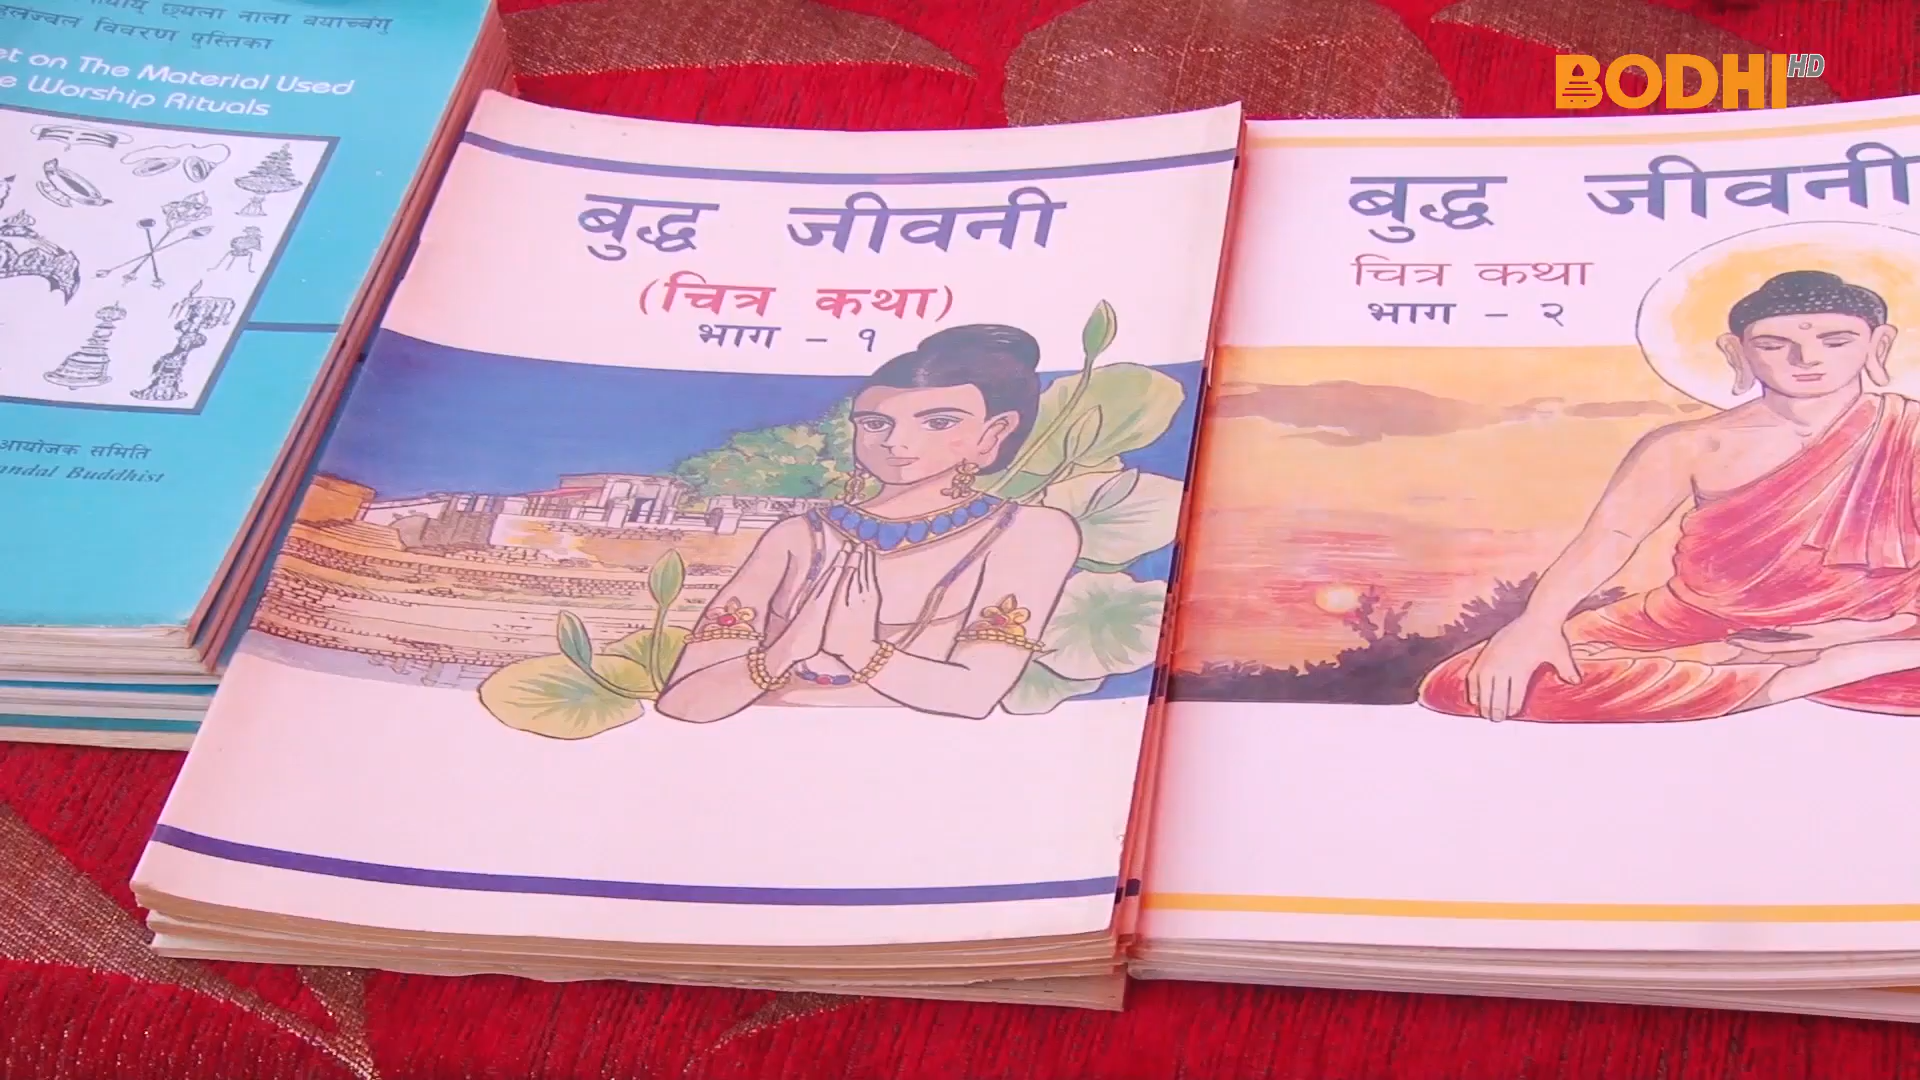 छ्यला नाला बयाच्वंगु
विवरण पुस्तिका
et on The Material Used
e Worship Rituals
आयोजक समिति
andal Buddhist
बुद्ध जीवनी
(चित्र कथा)
भाग - १
बुद्ध जीवनी
चित्र कथा
भाग - २
BODHI HD